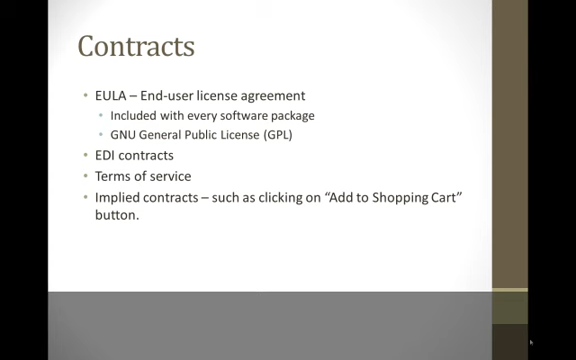 Contracts
• EULA – End-user license agreement
• Included with every software package
• GNU General Public License (GPL)
• EDI contracts
• Terms of service
• Implied contracts – such as clicking on “Add to Shopping Cart”
button.